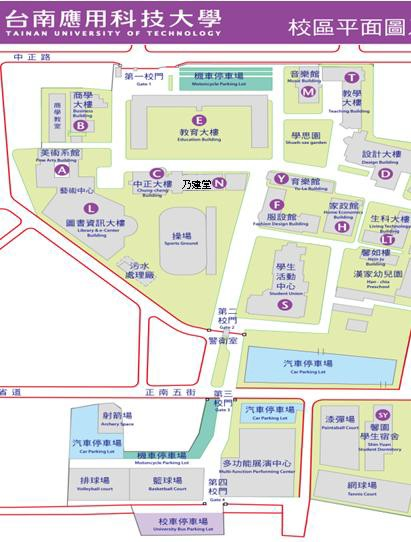 台南應用科技大學
TAINAN UNIVERSITY OF TECHNOLOGY
校區平面圖
中正路
第一校門
Gate 1
機車停車場
Motorcycle Parking Lot
音樂館
Music Building
M
T
教學大樓
Teaching Building
商學教室
商學大樓
Business Building
B
E
教育大樓
Education Building
學思園
Shueh-sze garden
設計大樓
Design Building
D
美術系館
Fine Arts Building
A
藝術中心
C
中正大樓
Chung-cheng Building
乃建堂
N
Y
育樂館
Yu-Le Building
F
服設館
Fashion Design Building
家政館
Home Economics Building
H
生科大樓
Living Technology Building
LT
L
圖書資訊大樓
Library & e-Center Building
操場
Sports Ground
污水處理廠
馨如樓
漢家幼兒園
Han - chia Preschool
學生活動中心
Student Union
S
第二校門
Gate 2
警衛室
汽車停車場
Car Parking Lot
省道
正南五街
第三校門
Gate 3
射箭場
Archery Space
汽車停車場
Car Parking Lot
機車停車場
Motorcycle Parking Lot
汽車停車場
Car Parking Lot
漆彈場
Paintball Court
SY
馨園學生宿舍
Shin-Yuan Student Dormitory
排球場
Volleyball court
籃球場
Basketball Court
多功能展演中心
Multi-function Performing Center
第四校門
Gate 4
網球場
Tennis Court
校車停車場
University Bus Parking Lot